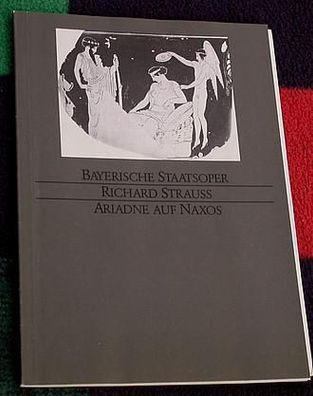 BAYERISCHE STAATSOPER
RICHARD STRAUSS
ARIADNE AUF NAXOS